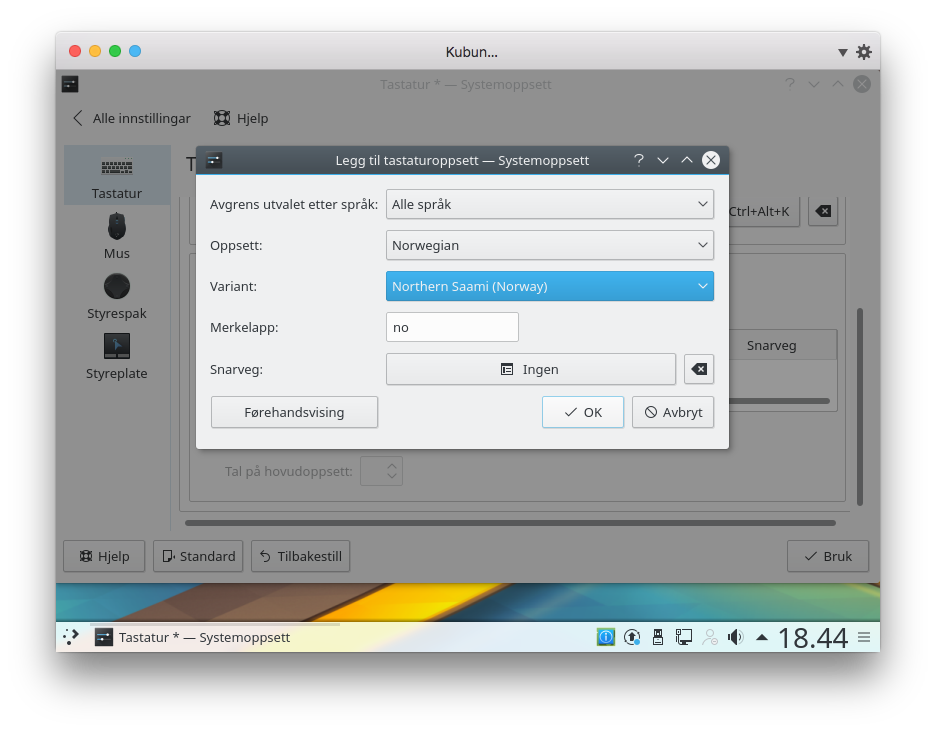 Kubun...
Tastatur * — Systemoppsett
Alle innstillingar
Hjelp
Tastatur
Mus
Styrespak
Styreplate
T
Legg til tastaturoppsett — Systemoppsett
Avgrens utvalet etter språk: Alle språk
Oppsett: Norwegian
Variant: Northern Saami (Norway)
Merkelapp: no
Snarveg: Ingen
Førehandsvising
OK
Avbryt
Ctrl+Alt+K
Snarveg
Tal på hovudoppsett:
Hjelp
Standard
Tilbakestill
Bruk
Tastatur * — Systemoppsett
18.44